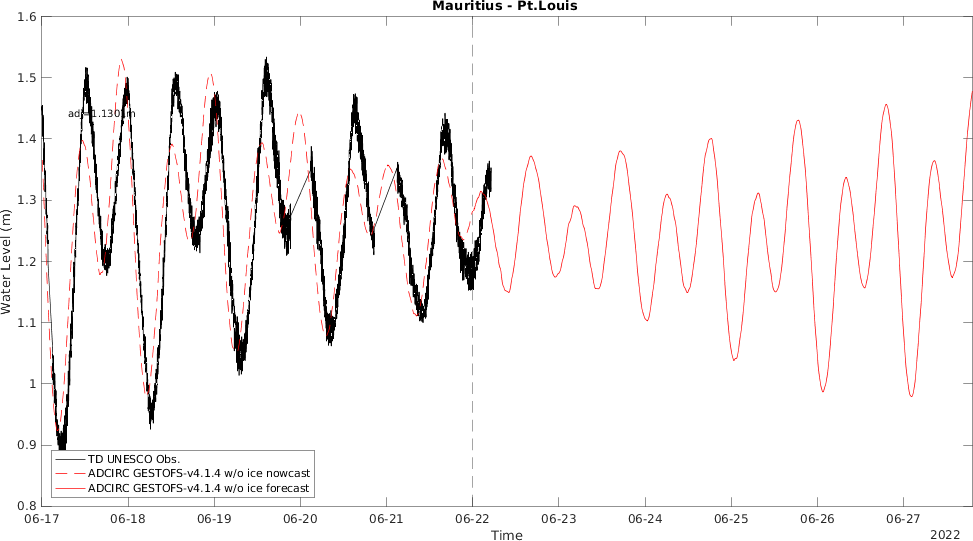 Mauritius - Pt.Louis
1.6
1.5
1.4
1.3
1.2
1.1
1
0.9
0.8
Water Level (m)
adj=1.1301m
TD UNESCO Obs.
ADCIRC GESTOFS-v4.1.4 w/o ice nowcast
ADCIRC GESTOFS-v4.1.4 w/o ice forecast
06-17 06-18 06-19 06-20 06-21 06-22 06-23 06-24 06-25 06-26 06-27
Time
2022